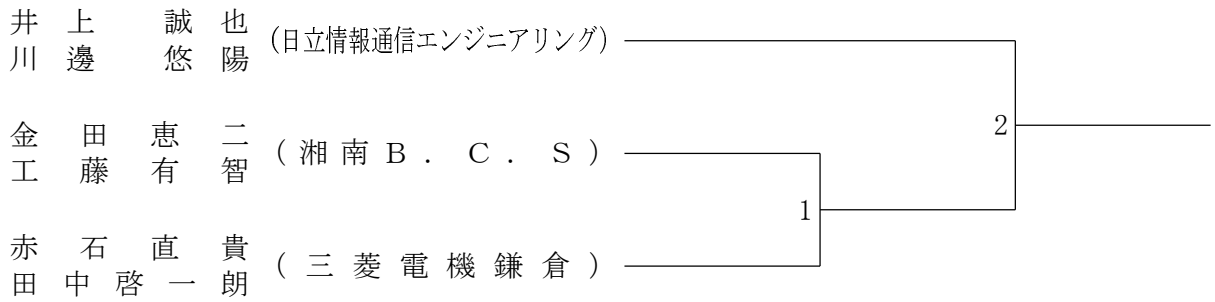 井上 誠也
川邊 悠陽
(日立情報通信エンジニアリング)
2
金田恵二
工藤有智
(湘南B.C.S)
1
赤石直貴
田中啓一朗
(三菱電機鎌倉)